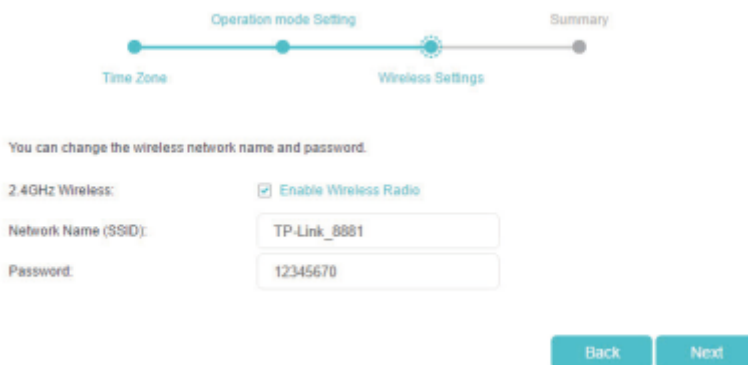 Operation mode Setting
Summary
Time Zone
Wireless Settings
You can change the wireless network name and password.
2.4GHz Wireless:
Enable Wireless Radio
Network Name (SSID):
TP-Link_8881
Password:
12345670
Back
Next